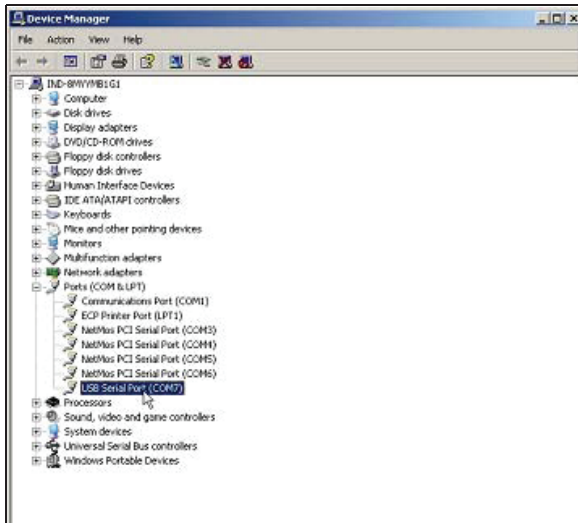 Device Manager
File Action View Help
IND-8MYYMB1G1
Computer
Disk drives
Display adapters
DVD/CD-ROM drives
Floppy disk controllers
Floppy disk drives
Human Interface Devices
IDE ATA/ATAPI controllers
Keyboards
Mice and other pointing devices
Monitors
Multifunction adapters
Network adapters
Ports (COM & LPT)
Communications Port (COM1)
ECP Printer Port (LPT1)
NetMos PCI Serial Port (COM3)
NetMos PCI Serial Port (COM4)
NetMos PCI Serial Port (COM5)
NetMos PCI Serial Port (COM6)
USB Serial Port (COM7)
Processors
Sound, video and game controllers
System devices
Universal Serial Bus controllers
Windows Portable Devices